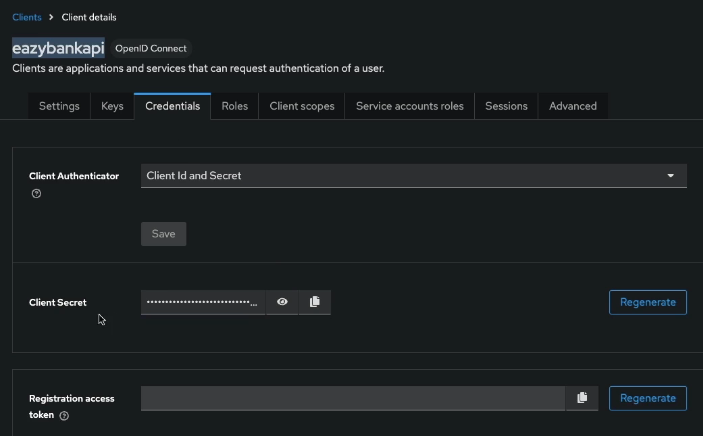 Clients > Client details
eazybankapi OpenID Connect
Clients are applications and services that can request authentication of a user.
Settings Keys Credentials Roles Client scopes Service accounts roles Sessions Advanced
Client Authenticator Client Id and Secret
Save
Client Secret ••••••••••••••••••••••••••••... Regenerate
Registration access Regenerate
token